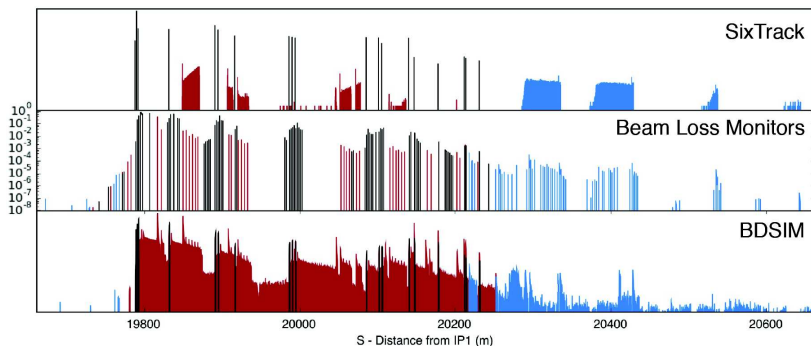 SixTrack
10^0
Beam Loss Monitors
10^-1
10^-2
10^-3
10^-4
10^-5
10^-6
10^-7
10^-8
BDSIM
19800 20000 20200 20400 20600
S - Distance from IP1 (m)